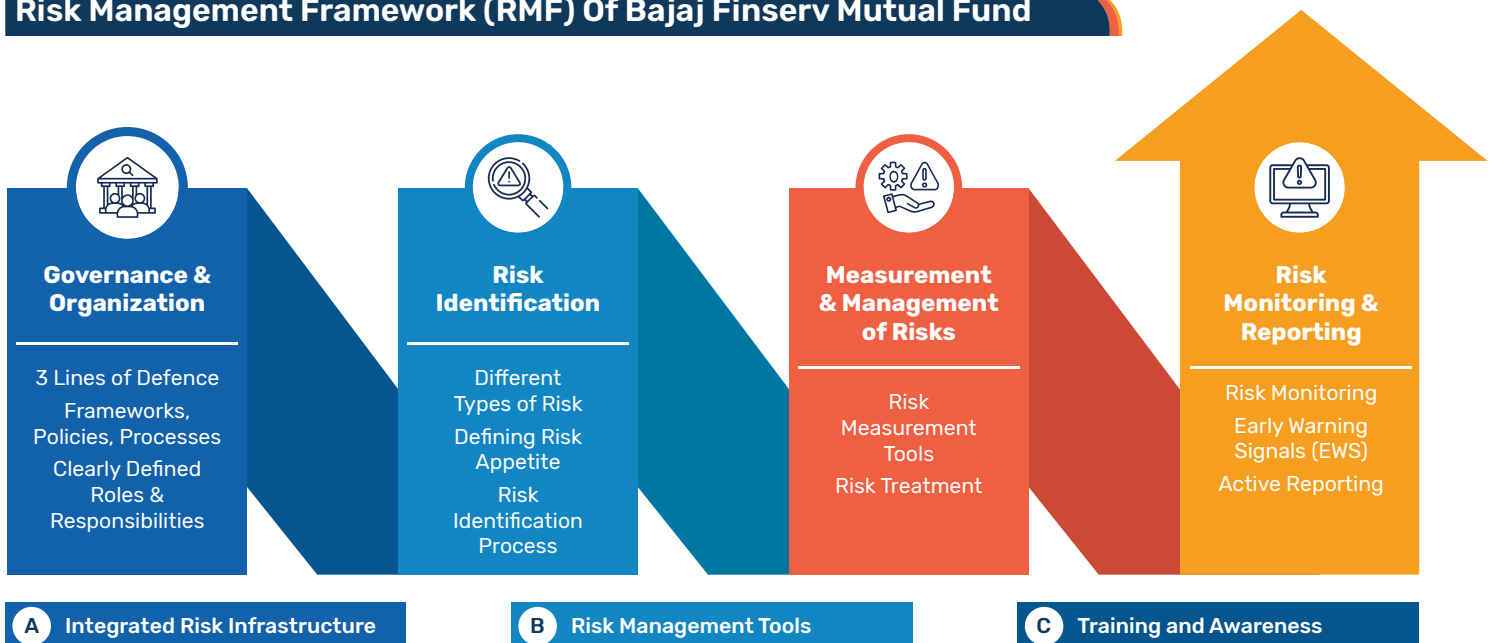 Risk Management Framework (RMF) Of Bajaj Finserv Mutual Fund
Governance &
Organization
3 Lines of Defence
Frameworks,
Policies, Processes
Clearly Defined
Roles &
Responsibilities
Risk
Identification
Different
Types of Risk
Defining Risk
Appetite
Risk
Identification
Process
Measurement
& Management
of Risks
Risk
Measurement
Tools
Risk Treatment
Risk
Monitoring &
Reporting
Risk Monitoring
Early Warning
Signals (EWS)
Active Reporting
A Integrated Risk Infrastructure
B Risk Management Tools
C Training and Awareness